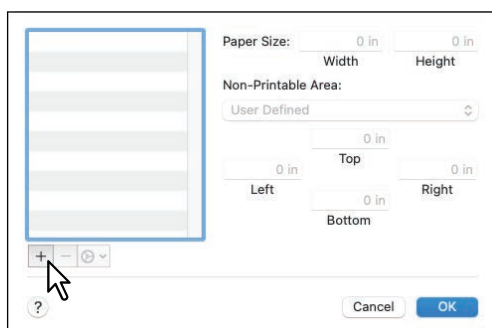 Paper Size: 0 in 0 in
Width Height
Non-Printable Area:
User Defined
0 in
Top
0 in 0 in
Left Right
0 in
Bottom
+ −
? Cancel OK